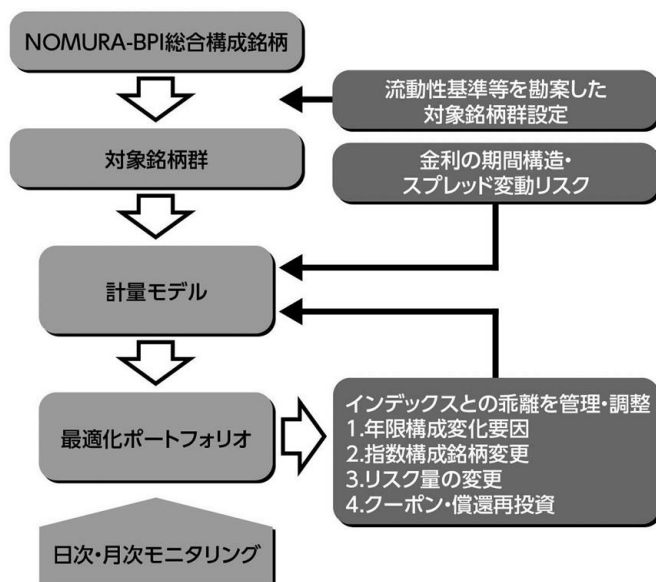 NOMURA-BPI総合構成銘柄
流動性基準等を勘案した
対象銘柄群設定
対象銘柄群
金利の期間構造・
スプレッド変動リスク
計量モデル
最適化ポートフォリオ
インデックスとの乖離を管理・調整
1.年限構成変化要因
2.指数構成銘柄変更
3.リスク量の変更
4.クーポン・償還再投資
日次・月次モニタリング